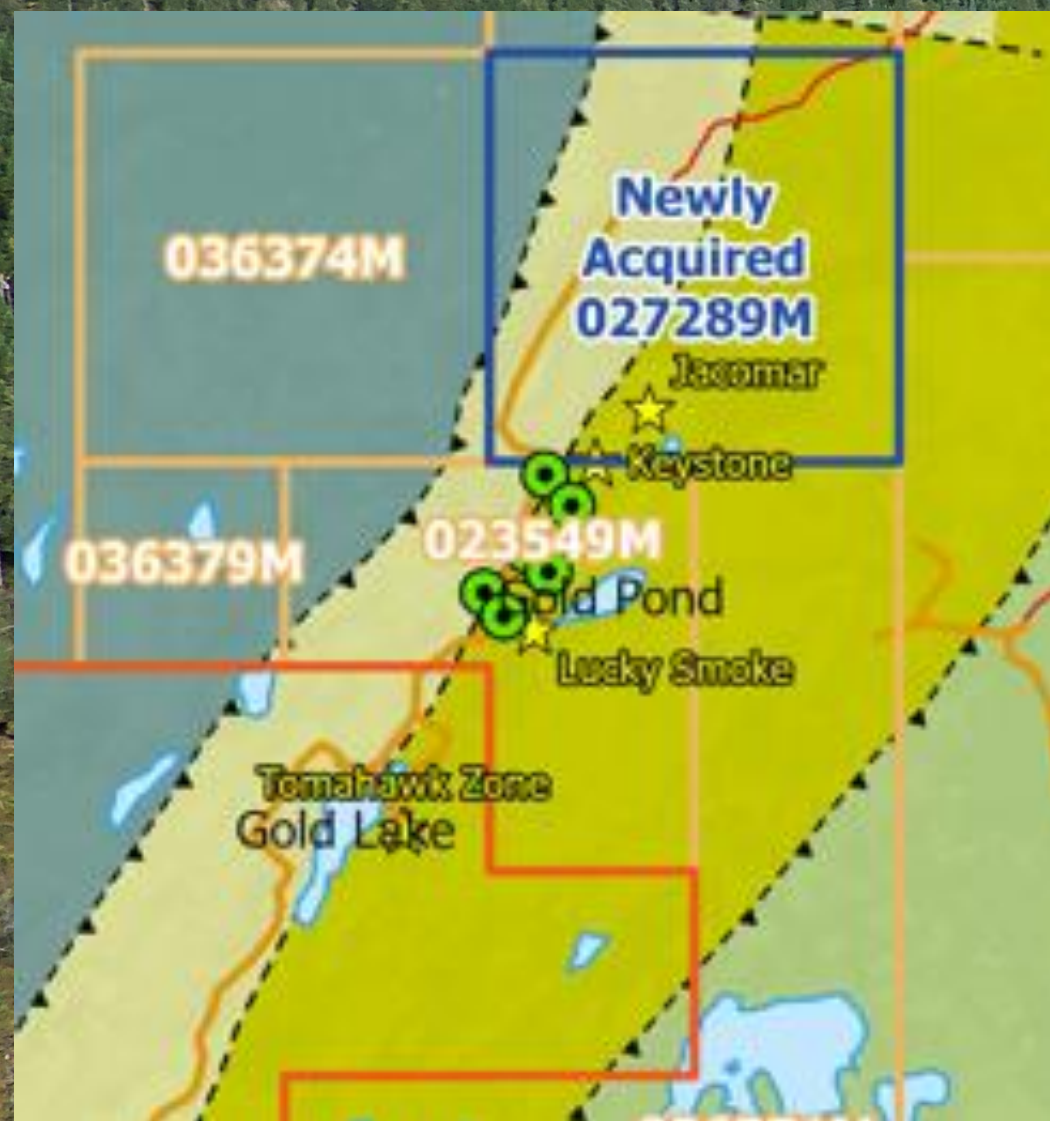 Newly
Acquired
027289M
036374M
Jacomar
Keystone
023549M
036379M
Gold Pond
Lucky Smoke
Tomahawk Zone
Gold Lake